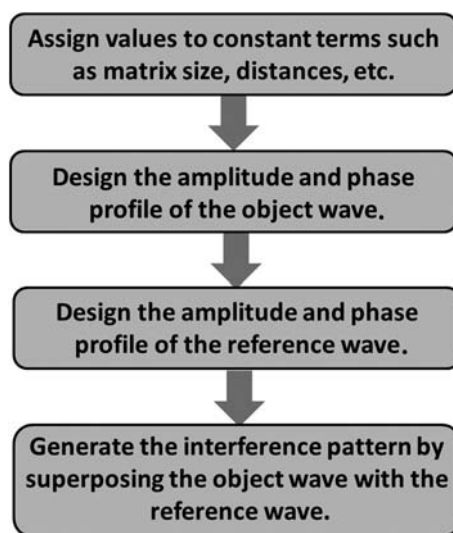 Assign values to constant terms such
as matrix size, distances, etc.
Design the amplitude and phase
profile of the object wave.
Design the amplitude and phase
profile of the reference wave.
Generate the interference pattern by
superposing the object wave with the
reference wave.